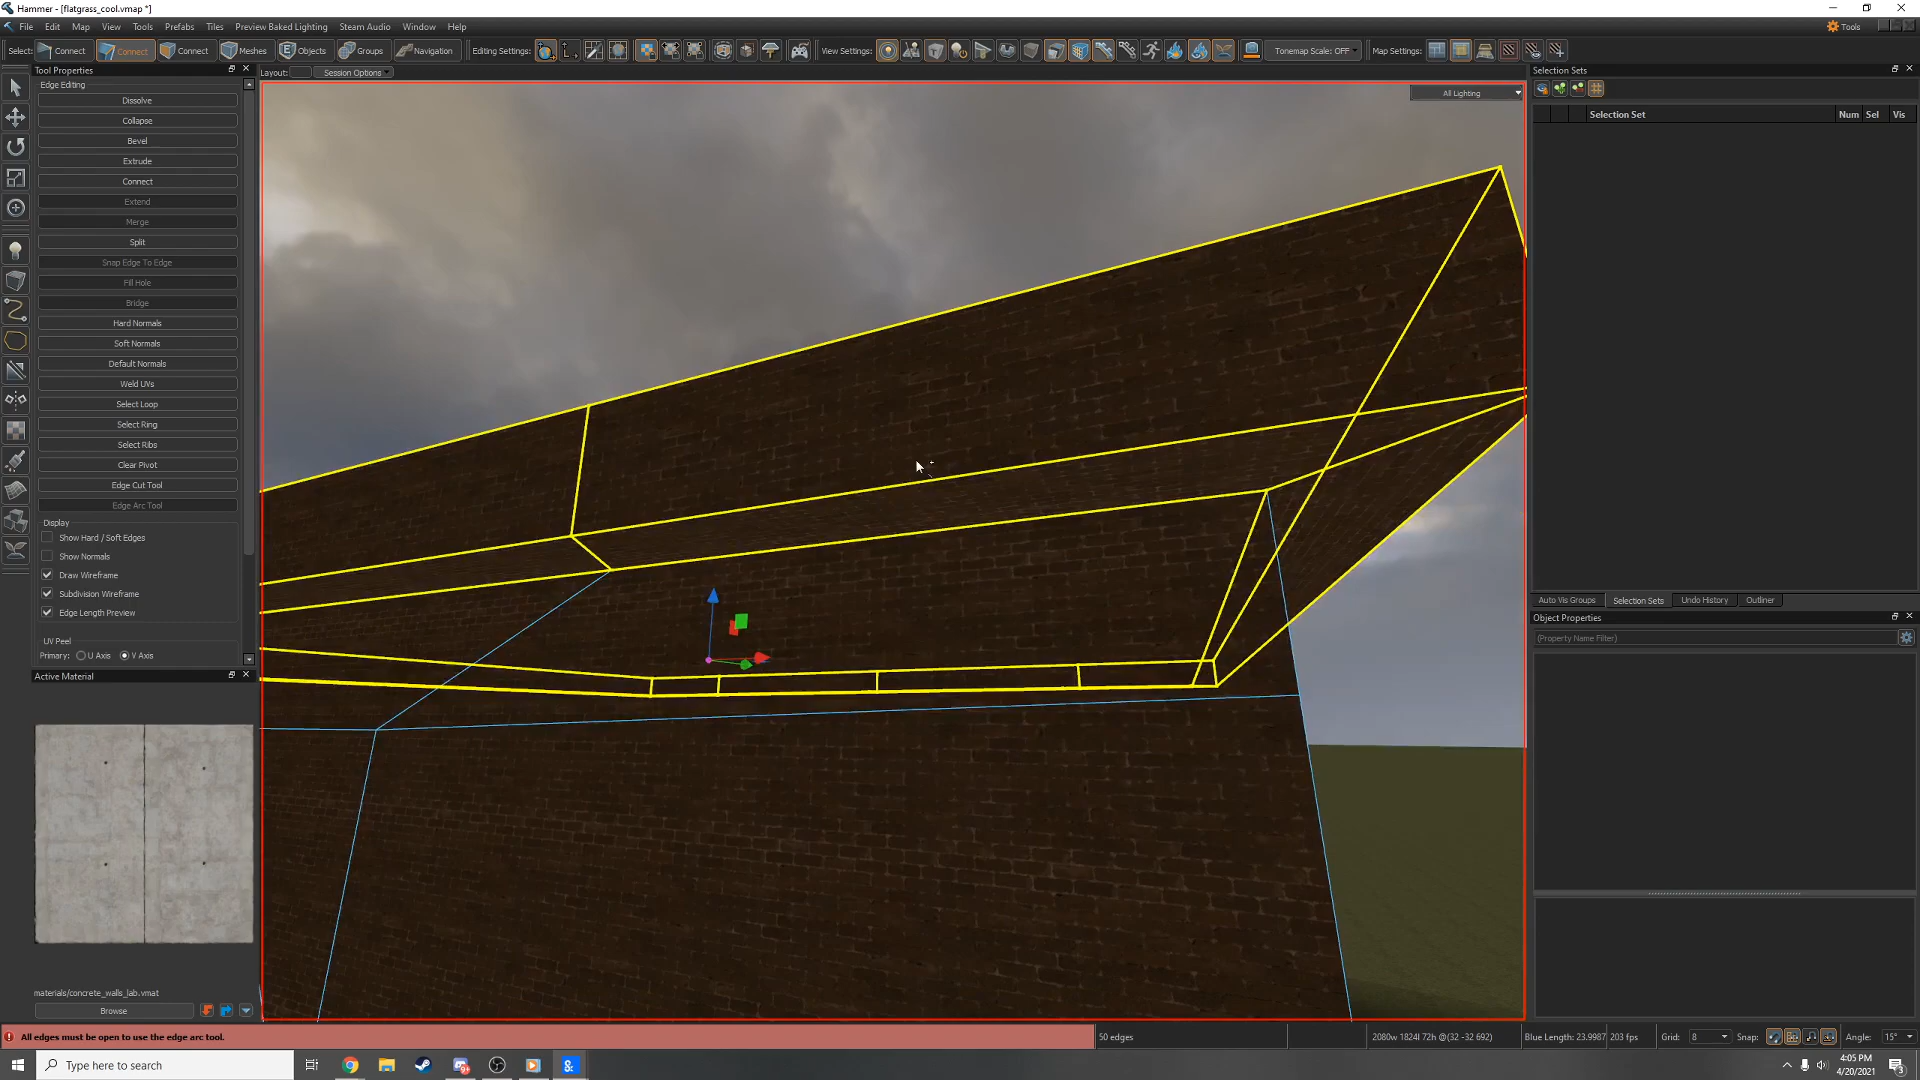 Hammer - [flatgrass_cool.vmap *]
File Edit Map View Tools Prefabs Tiles Preview Baked Lighting Steam Audio Window Help
Tools
Select: Connect Connect Connect Meshes Objects Groups Navigation Editing Settings: View Settings: Tonemap Scale: OFF Map Settings:
Tool Properties
Layout: Session Options
Selection Sets
Edge Editing
All Lighting
Dissolve
Selection Set Num Sel Vis
Collapse
Bevel
Extrude
Connect
Extend
Merge
Split
Snap Edge To Edge
Fill Hole
Bridge
Hard Normals
Soft Normals
Default Normals
Weld UVs
Select Loop
Select Ring
Select Ribs
Clear Pivot
Edge Cut Tool
Edge Arc Tool
Display
Show Hard / Soft Edges
Show Normals
Draw Wireframe
Subdivision Wireframe
Edge Length Preview
Auto Vis Groups Selection Sets Undo History Outliner
Object Properties
(Property Name Filter)
UV Peel
Primary: U Axis V Axis
Active Material
materials/concrete_walls_lab.vmat
Browse
All edges must be open to use the edge arc tool.
50 edges
2080w 1824l 72h @(32 -32 692)
Blue Length: 23.9987 203 fps
Grid: 8 Snap: Angle: 15°
Type here to search
4:05 PM
4/20/2021